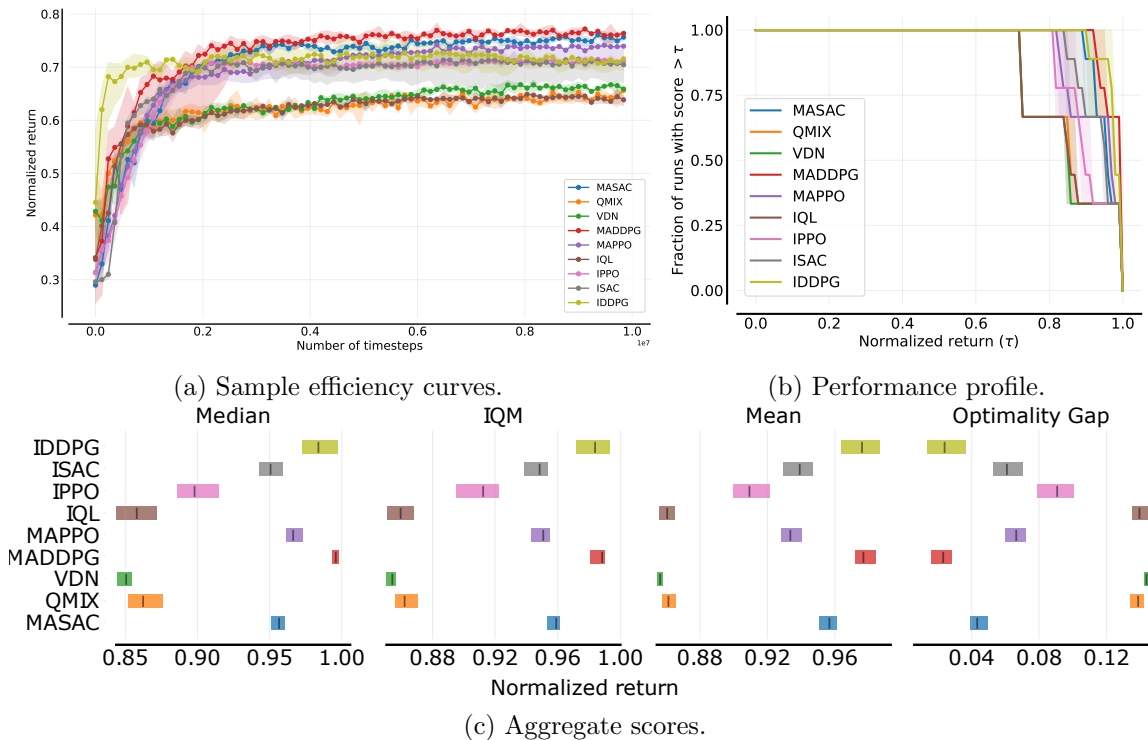 Normalized return
0.7
0.6
0.5
0.4
0.3
MASAC
QMIX
VDN
MADDPG
MAPPO
IQL
IPPO
ISAC
IDDPG
0.0 0.2 0.4 0.6 0.8 1.0
1e7
Number of timesteps
(a) Sample efficiency curves.
Fraction of runs with score > τ
1.00
0.75
0.50
0.25
0.00
MASAC
QMIX
VDN
MADDPG
MAPPO
IQL
IPPO
ISAC
IDDPG
0.0 0.2 0.4 0.6 0.8 1.0
Normalized return (τ)
(b) Performance profile.
Median IQM Mean Optimality Gap
IDDPG
ISAC
IPPO
IQL
MAPPO
MADDPG
VDN
QMIX
MASAC
0.85 0.90 0.95 1.00 0.88 0.92 0.96 1.00 0.88 0.92 0.96 0.04 0.08 0.12
Normalized return
(c) Aggregate scores.